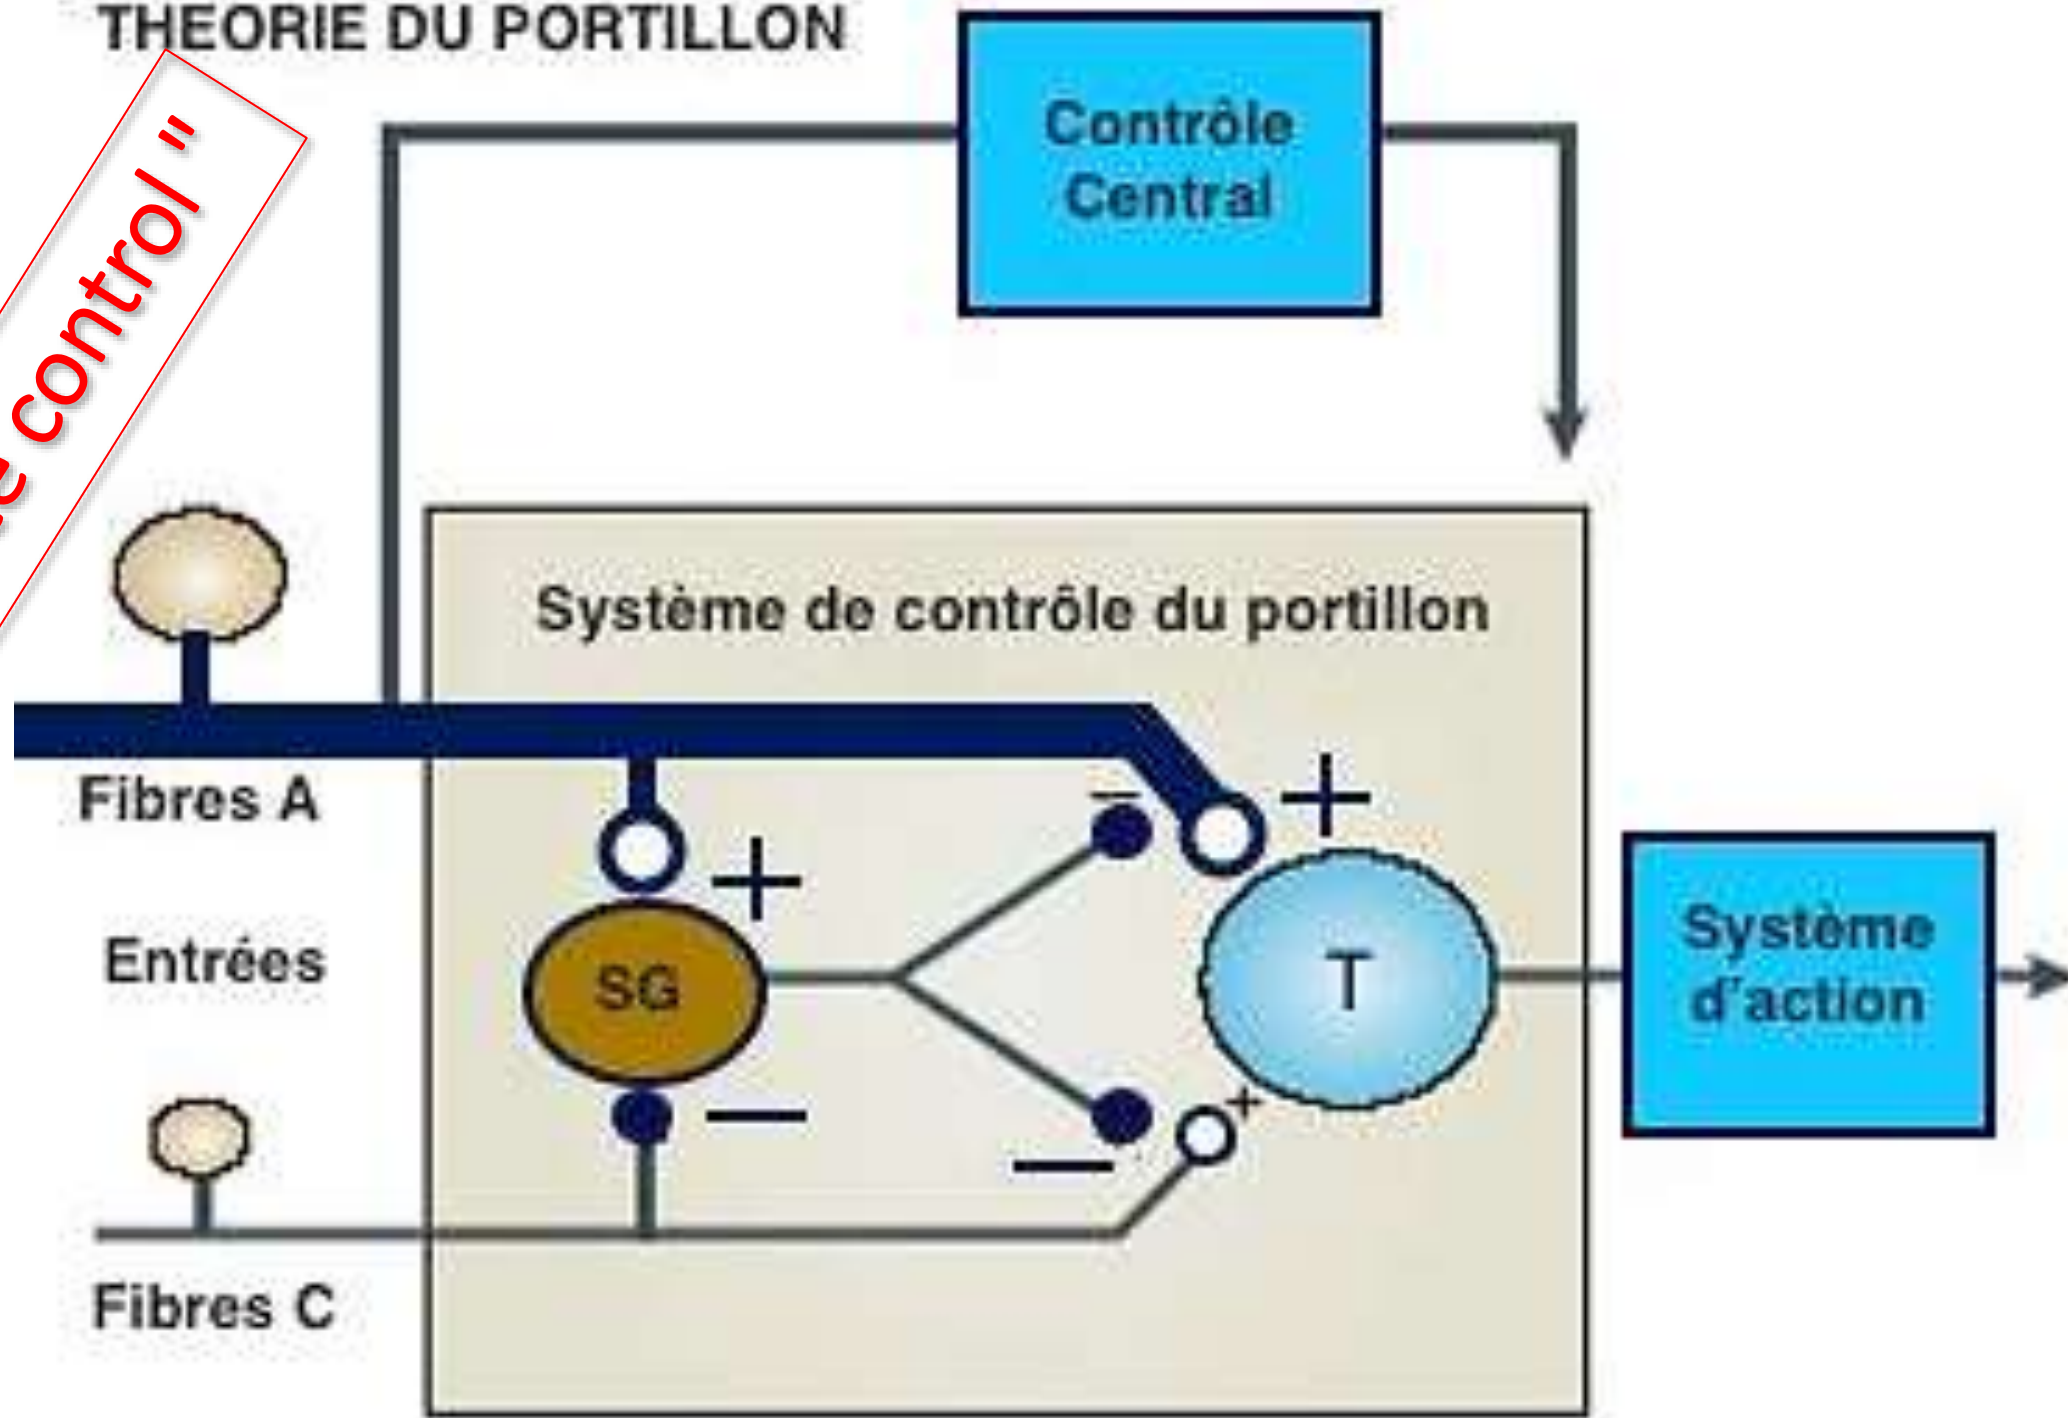 THEORIE DU PORTILLON
control "
Contrôle
Central
Système de contrôle du portillon
Fibres A
+
−
+
Entrées
SG
T
Système
d'action
−
−
+
Fibres C